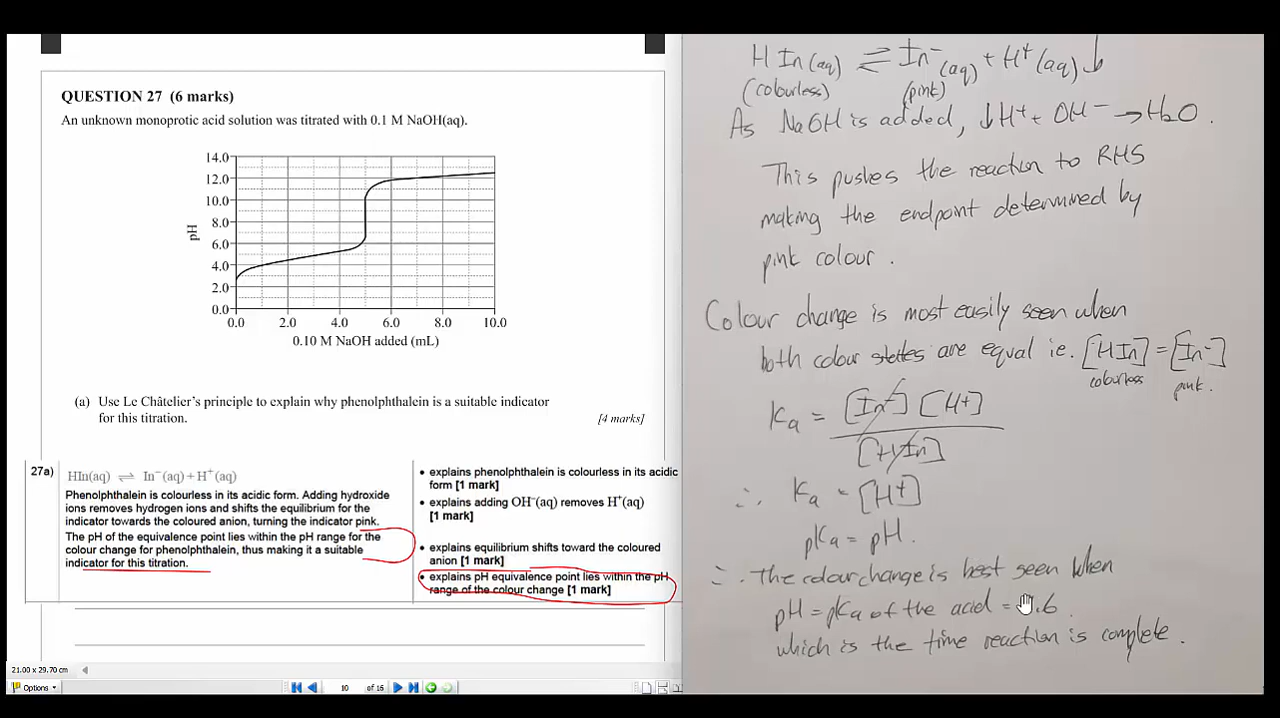 QUESTION 27 (6 marks)
An unknown monoprotic acid solution was titrated with 0.1 M NaOH(aq).
14.0
12.0
10.0
8.0
6.0
4.0
2.0
0.0
pH
0.0 2.0 4.0 6.0 8.0 10.0
0.10 M NaOH added (mL)
(a) Use Le Châtelier's principle to explain why phenolphthalein is a suitable indicator
for this titration. [4 marks]
27a)
HIn(aq) ⇌ In⁻(aq) + H⁺(aq)
Phenolphthalein is colourless in its acidic form. Adding hydroxide
ions removes hydrogen ions and shifts the equilibrium for the
indicator towards the coloured anion, turning the indicator pink.
The pH of the equivalence point lies within the pH range for the
colour change for phenolphthalein, thus making it a suitable
indicator for this titration.
• explains phenolphthalein is colourless in its acidic
form [1 mark]
• explains adding OH⁻(aq) removes H⁺(aq)
[1 mark]
• explains equilibrium shifts toward the coloured
anion [1 mark]
• explains pH equivalence point lies within the pH
range of the colour change [1 mark]
21.00 x 29.70 cm
Options
10 of 15
HIn(aq) ⇌ In⁻(aq) + H⁺(aq) ↓
(colourless) (pink)
As NaOH is added, ↓H⁺ + OH⁻ → H₂O.
This pushes the reaction to RHS
making the endpoint determined by
pink colour.
Colour change is most easily seen when
both colour states are equal ie. [HIn] = [In⁻]
colourless pink.
Ka = [In⁻][H⁺]
[HIn]
∴ Ka = [H⁺]
pKa = pH.
∴ The colour change is best seen when
pH = pKa of the acid = .6
which is the time reaction is complete.